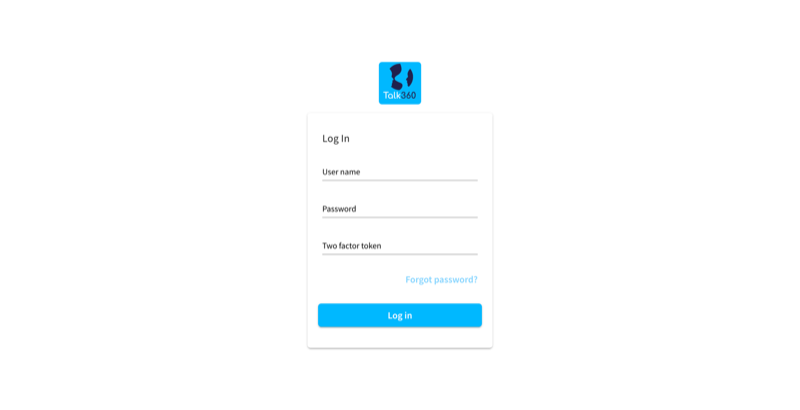 Talk360
Log In
User name
Password
Two factor token
Forgot password?
Log in